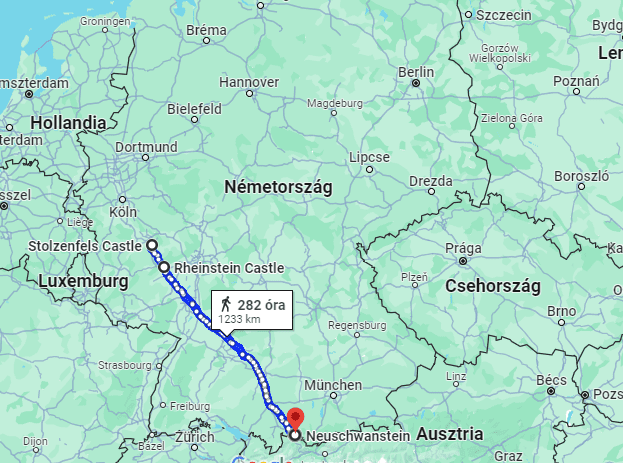 Groningen
Bréma
Szczecin
Bydg
Gorzów
Wielkopolski
Hannover
Berlin
Poznań
Len
mszterdam
Magdeburg
Bielefeld
Zielona Góra
Hollandia
terdam
Dortmund
Lipcse
Boroszló
Németország
Drezda
sszel
Köln
Liège
Stolzenfels Castle
Prága
Ka
Rheinstein Castle
Luxemburg
Plzeň
Csehország
282 óra
1233 km
Brno
Regensburg
Strasbourg
Linz
München
Bécs
Pozs
Freiburg
Neuschwanstein
Ausztria
Dijon
Bázel
Zürich
Graz